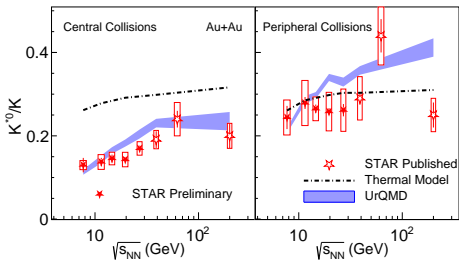 Central Collisions Au+Au
Peripheral Collisions
0.4
0.2
0
K*0/K
STAR Preliminary
STAR Published
Thermal Model
UrQMD
10 10² 10 10²
√sNN (GeV) √sNN (GeV)